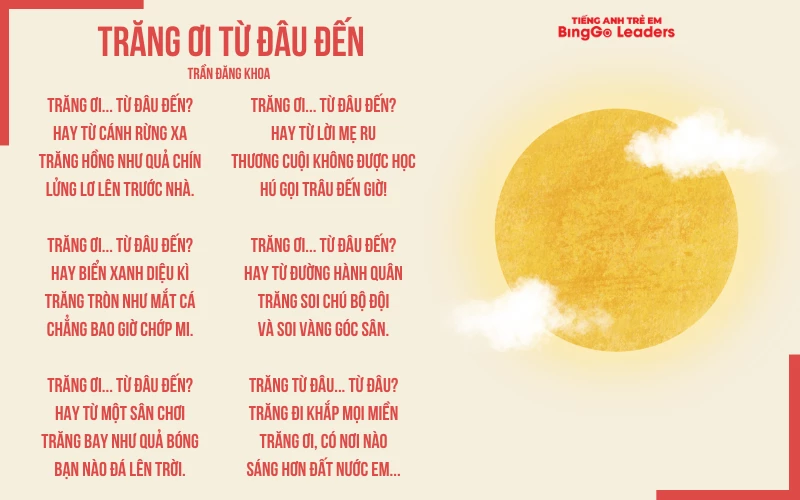 TRĂNG ƠI TỪ ĐÂU ĐẾN
TRẦN ĐĂNG KHOA
TRĂNG ƠI... TỪ ĐÂU ĐẾN?
HAY TỪ CÁNH RỪNG XA
TRĂNG HỒNG NHƯ QUẢ CHÍN
LỬNG LƠ LÊN TRƯỚC NHÀ.
TRĂNG ƠI... TỪ ĐÂU ĐẾN?
HAY BIỂN XANH DIỆU KÌ
TRĂNG TRÒN NHƯ MẮT CÁ
CHẲNG BAO GIỜ CHỚP MI.
TRĂNG ƠI... TỪ ĐÂU ĐẾN?
HAY TỪ MỘT SÂN CHƠI
TRĂNG BAY NHƯ QUẢ BÓNG
BẠN NÀO ĐÁ LÊN TRỜI.
TRĂNG ƠI... TỪ ĐÂU ĐẾN?
HAY TỪ LỜI MẸ RU
THƯƠNG CUỘI KHÔNG ĐƯỢC HỌC
HÚ GỌI TRÂU ĐẾN GIỜ!
TRĂNG ƠI... TỪ ĐÂU ĐẾN?
HAY TỪ ĐƯỜNG HÀNH QUÂN
TRĂNG SOI CHÚ BỘ ĐỘI
VÀ SOI VÀNG GÓC SÂN.
TRĂNG TỪ ĐÂU... TỪ ĐÂU?
TRĂNG ĐI KHẮP MỌI MIỀN
TRĂNG ƠI, CÓ NƠI NÀO
SÁNG HƠN ĐẤT NƯỚC EM...
TIẾNG ANH TRẺ EM
BingGo Leaders